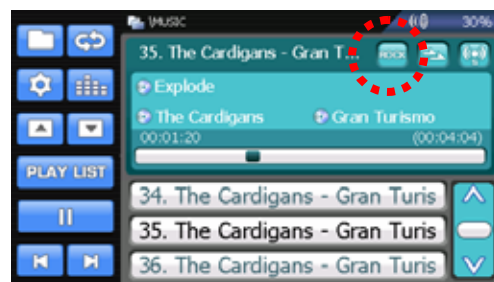 \MUSIC
30%
35. The Cardigans - Gran T...
ROCK
Explode
The Cardigans
Gran Turismo
00:01:20
(00:04:04)
PLAY LIST
34. The Cardigans - Gran Turis
35. The Cardigans - Gran Turis
36. The Cardigans - Gran Turis